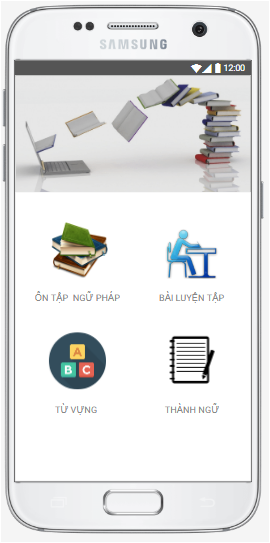 SAMSUNG
12:00
ÔN TẬP NGỮ PHÁP
BÀI LUYỆN TẬP
A
B C
TỪ VỰNG
THÀNH NGỮ